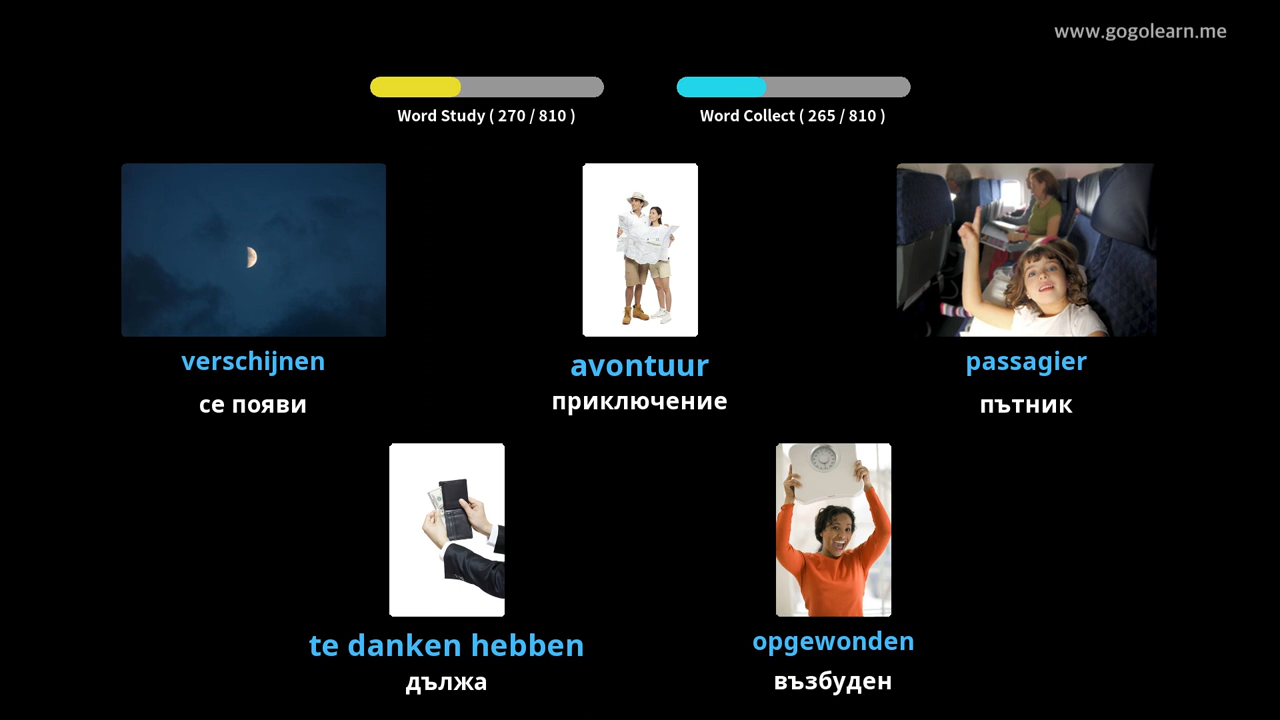 www.gogolearn.me
Word Study ( 270 / 810 )
Word Collect ( 265 / 810 )
verschijnen
се появи
avontuur
приключение
passagier
пътник
te danken hebben
дължа
opgewonden
възбуден